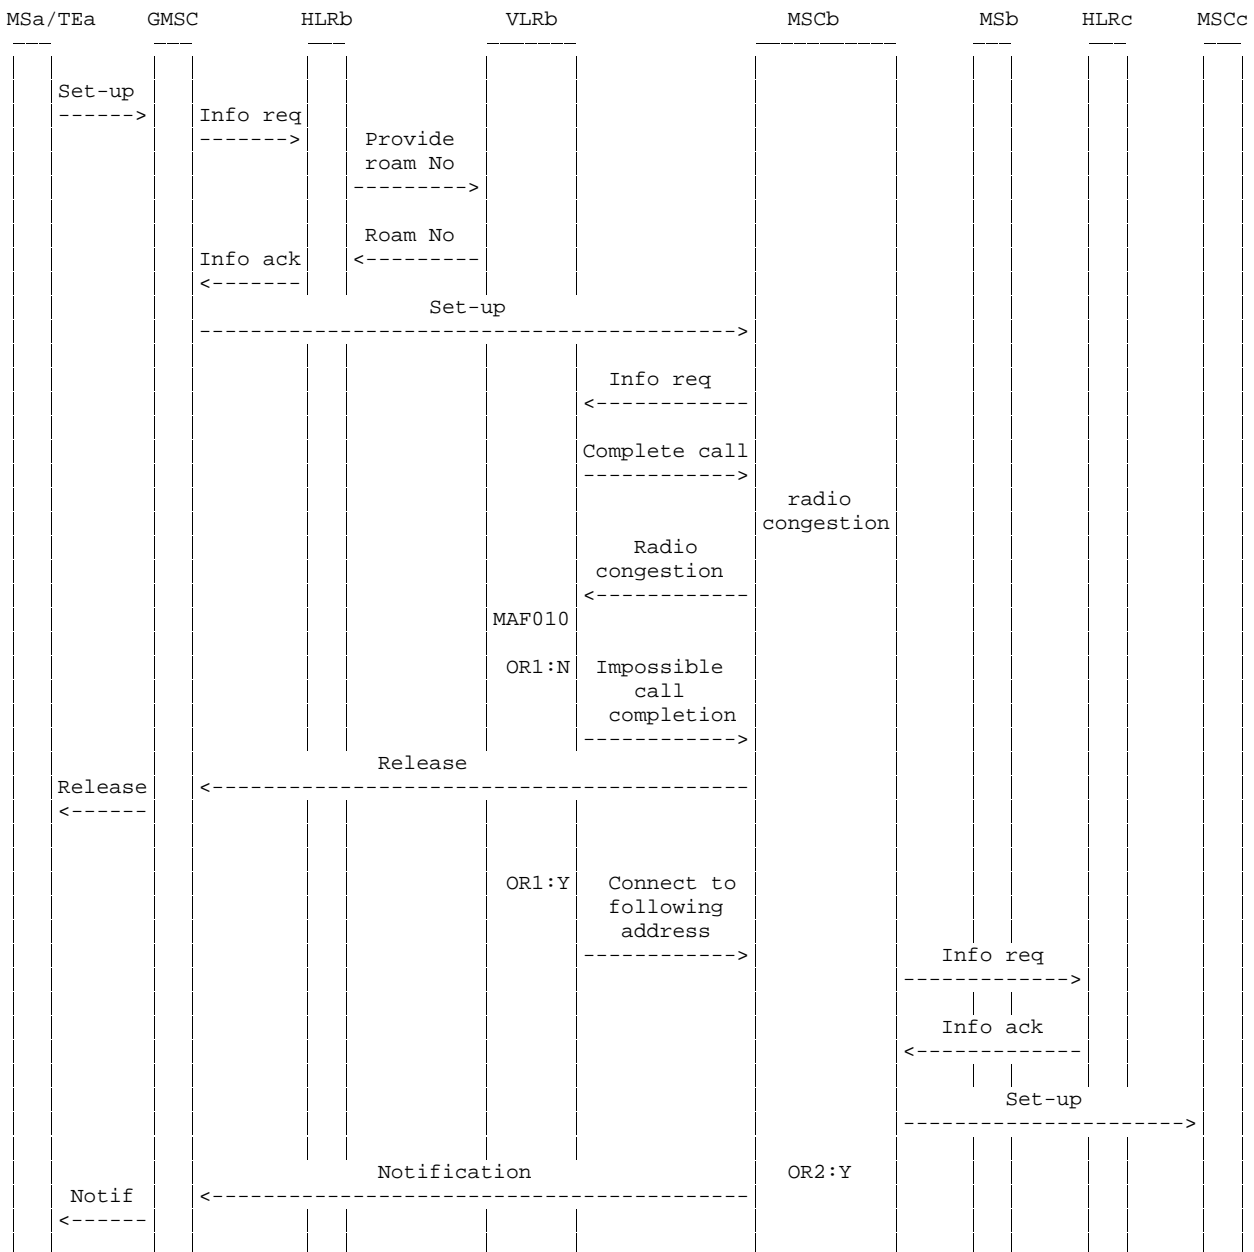 MSa/TEa GMSC HLRb VLRb MSCb MSb HLRc MSCc
Set-up
------> Info req
-------> Provide
roam No
--------->
Roam No
Info ack <---------
<-------
Set-up
------------------------------------------>
Info req
<------------
Complete call
------------>
radio
congestion
Radio
congestion
<------------
MAF010
OR1:N Impossible
call
completion
------------>
Release
Release <------------------------------------------
<------
OR1:Y Connect to
following
address
------------> Info req
------------->
Info ack
<-------------
Set-up
---------------------->
Notification OR2:Y
Notif <------------------------------------------
<------